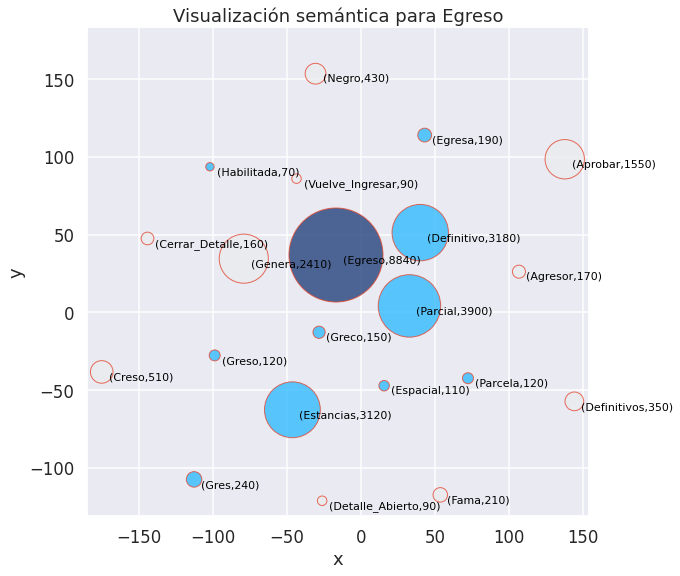 Visualización semántica para Egreso
(Negro,430)
(Egresa,190)
(Aprobar,1550)
(Habilitada,70)
(Vuelve_Ingresar,90)
(Definitivo,3180)
(Cerrar_Detalle,160)
(Genera,2410)
(Egreso,8840)
(Agresor,170)
(Parcial,3900)
(Greco,150)
(Greso,120)
(Creso,510)
(Espacial,110)
(Parcela,120)
(Estancias,3120)
(Definitivos,350)
(Gres,240)
(Detalle_Abierto,90)
(Fama,210)
150
100
50
0
−50
−100
y
−150
−100
−50
0
50
100
150
x